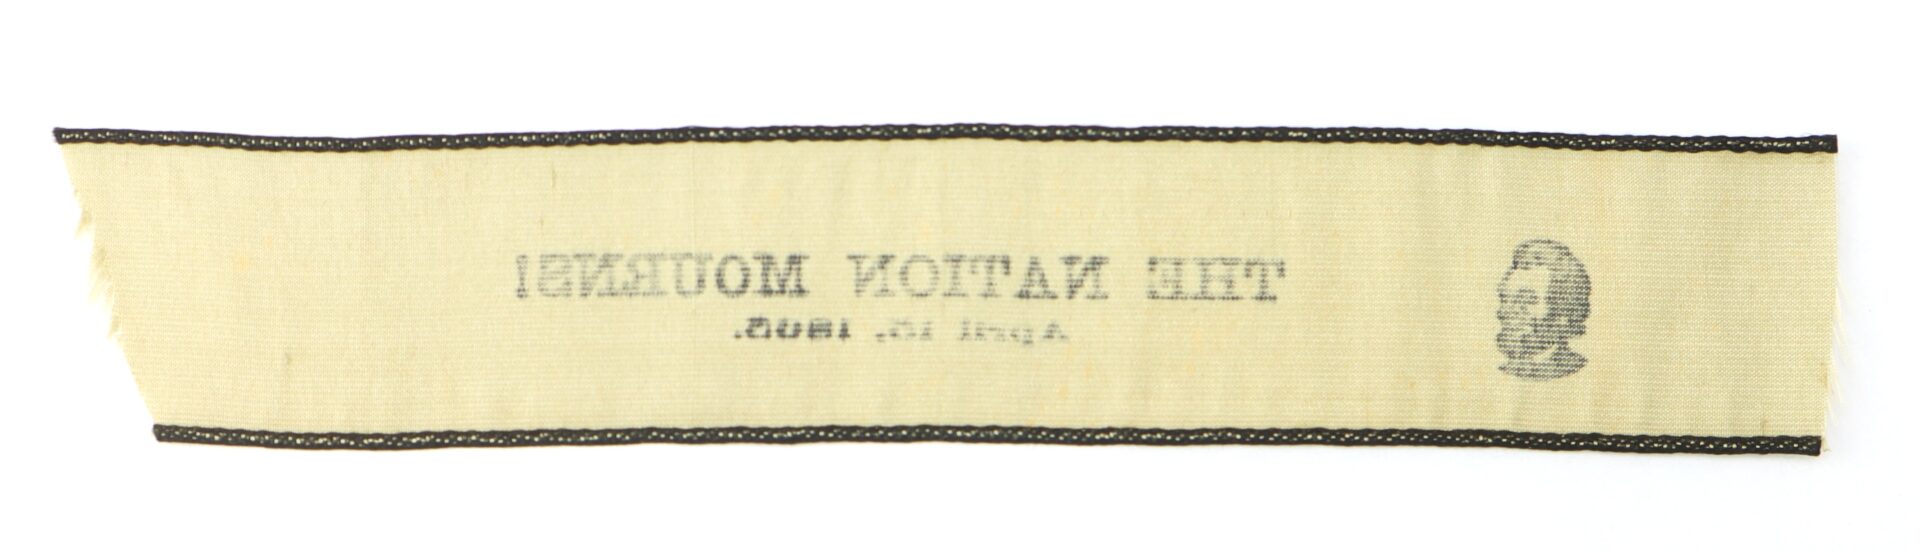 THE NATION MOURNS!
April 15, 1865.